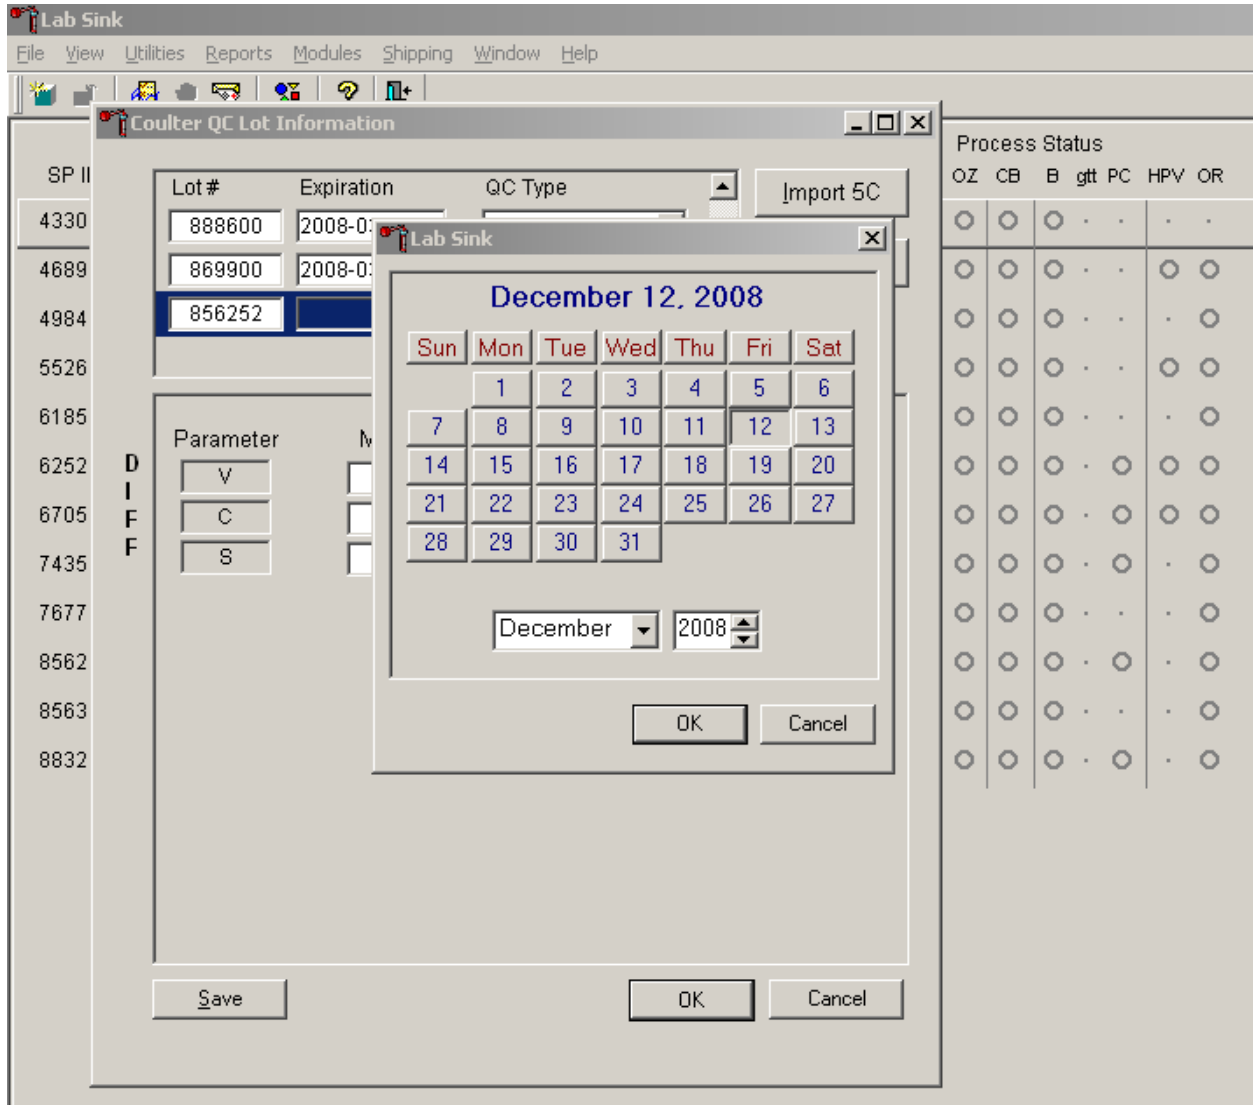 Lab Sink
File View Utilities Reports Modules Shipping Window Help
Coulter QC Lot Information
Process Status
SP OZ CB B gtt PC HPV OR
Lot # Expiration QC Type Import 5C
4330 888600 2008-0
4689 869900 2008-0
4984 856252
5526
6185
6252
6705
7435
7677
8562
8563
8832
Lab Sink
December 12, 2008
Sun Mon Tue Wed Thu Fri Sat
1 2 3 4 5 6
7 8 9 10 11 12 13
14 15 16 17 18 19 20
21 22 23 24 25 26 27
28 29 30 31
December 2008
OK Cancel
Parameter
DIFF
V
C
S
Save OK Cancel